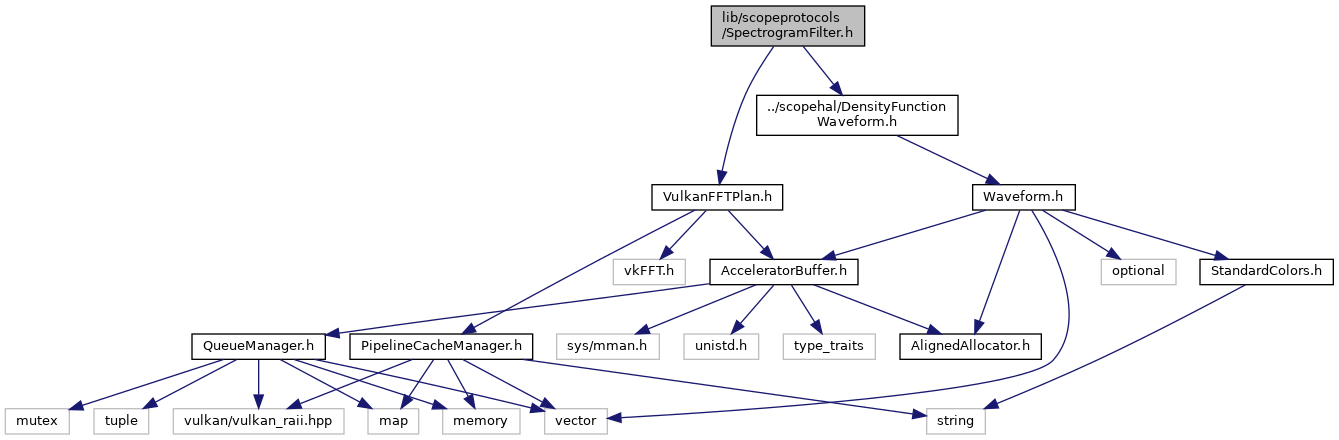 lib/scopeprotocols
/SpectrogramFilter.h
../scopehal/DensityFunction
Waveform.h
VulkanFFTPlan.h
Waveform.h
vkFFT.h
AcceleratorBuffer.h
optional
StandardColors.h
QueueManager.h
PipelineCacheManager.h
sys/mman.h
unistd.h
type_traits
AlignedAllocator.h
mutex
tuple
vulkan/vulkan_raii.hpp
map
memory
vector
string